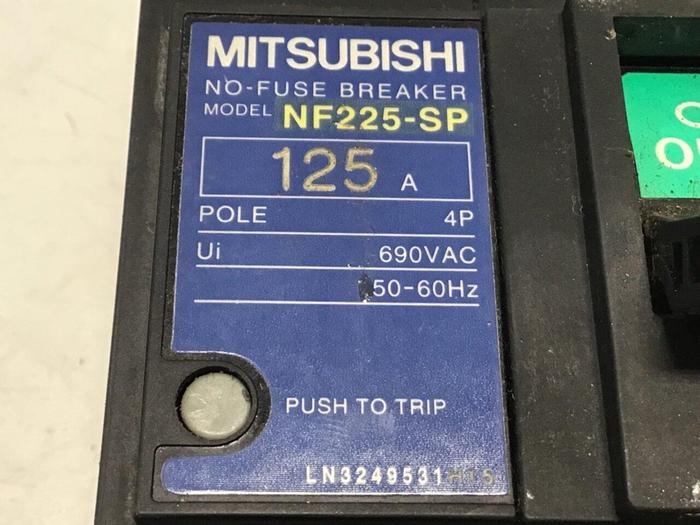 MITSUBISHI
NO-FUSE BREAKER
MODEL NF225-SP
125 A
POLE 4P
Ui 690VAC
50-60Hz
PUSH TO TRIP
LN3249531